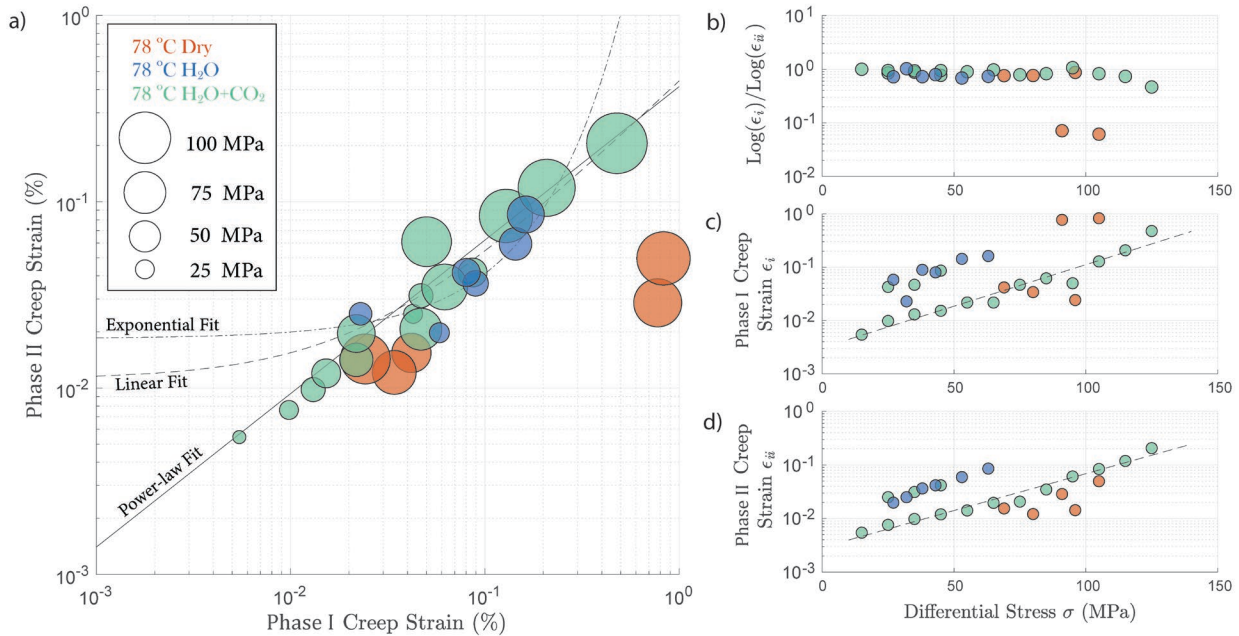 a)
Phase II Creep Strain (%)
10^0
10^-1
10^-2
10^-3
78 °C Dry
78 °C H₂O
78 °C H₂O+CO₂
100 MPa
75 MPa
50 MPa
25 MPa
Exponential Fit
Linear Fit
Power-law Fit
10^-3
10^-2
10^-1
10^0
Phase I Creep Strain (%)
b)
Log(ϵ_i)/Log(ϵ_ii)
10^1
10^0
10^-1
10^-2
0
50
100
150
c)
Phase I Creep
Strain ϵ_i
10^0
10^-1
10^-2
10^-3
0
50
100
150
d)
Phase II Creep
Strain ϵ_ii
10^0
10^-1
10^-2
10^-3
0
50
100
150
Differential Stress σ (MPa)